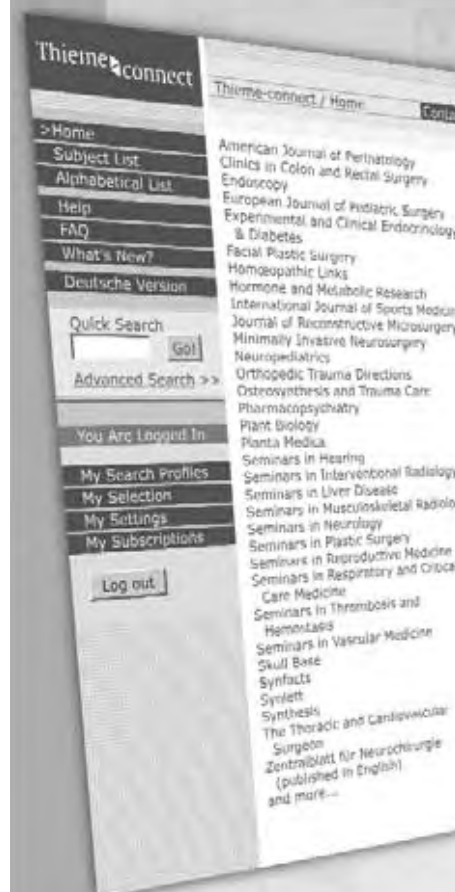 Thieme connect
>Home
Subject List
Alphabetical List
Help
FAQ
What's New?
Deutsche Version
Quick Search
Go!
Advanced Search >>
You Are Logged In
My Search Profiles
My Selection
My Settings
My Subscriptions
Log out
Thieme-connect / Home
Conta
American Journal of Perinatology
Clinics in Colon and Rectal Surgery
Endoscopy
European Journal of Pediatric Surgery
Experimental and Clinical Endocrinology
& Diabetes
Facial Plastic Surgery
Homœopathic Links
Hormone and Metabolic Research
International Journal of Sports Medicin
Journal of Reconstructive Microsurgery
Minimally Invasive Neurosurgery
Neuropediatrics
Orthopedic Trauma Directions
Osteosynthesis and Trauma Care
Pharmacopsychiatry
Plant Biology
Planta Medica
Seminars in Hearing
Seminars in Interventional Radiology
Seminars in Liver Disease
Seminars in Musculoskeletal Radiolo
Seminars in Neurology
Seminars in Plastic Surgery
Seminars in Reproductive Medicine
Seminars in Respiratory and Critical
Care Medicine
Seminars in Thrombosis and
Hemostasis
Seminars in Vascular Medicine
Skull Base
Synfacts
Synlett
Synthesis
The Thoracic and Cardiovascular
Surgeon
Zentralblatt für Neurochirurgie
(published in English)
and more...